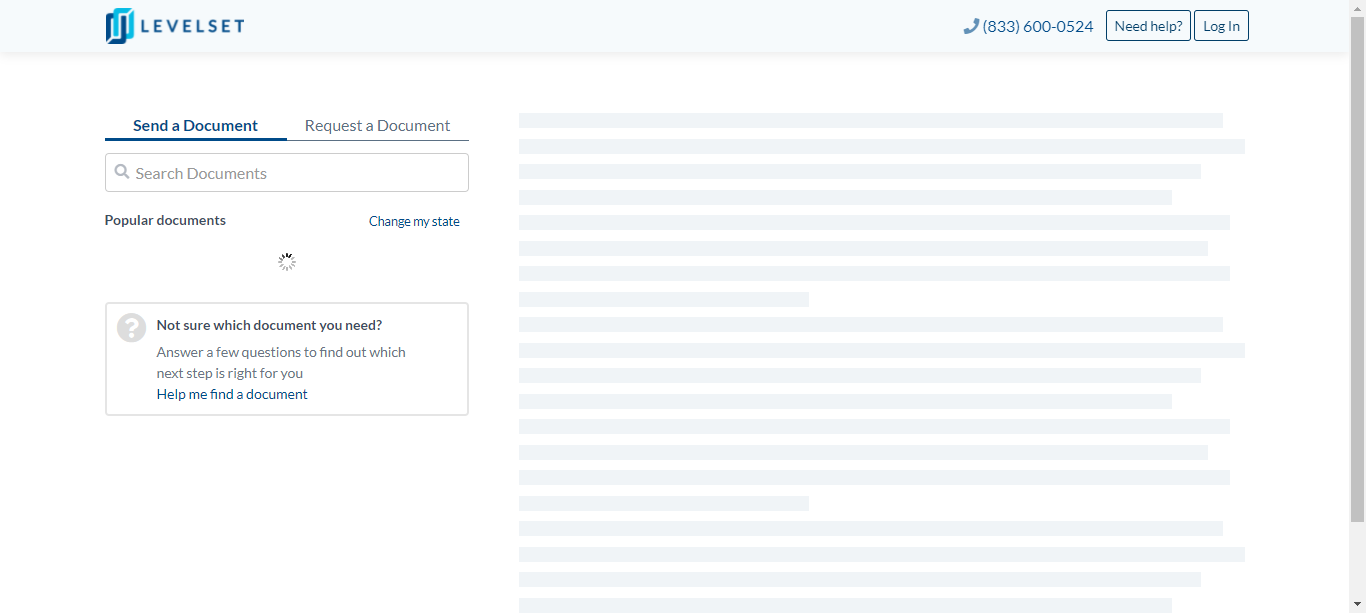 LEVELSET
(833) 600-0524
Need help?
Log In
Send a Document
Request a Document
Search Documents
Popular documents
Change my state
Not sure which document you need?
Answer a few questions to find out which
next step is right for you
Help me find a document